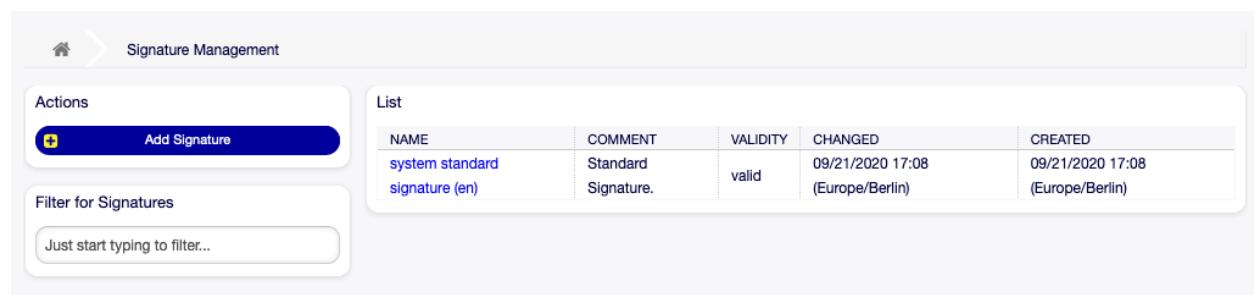 Signature Management
Actions
Add Signature
Filter for Signatures
Just start typing to filter...
List
NAME COMMENT VALIDITY CHANGED CREATED
system standard Standard valid 09/21/2020 17:08 09/21/2020 17:08
signature (en) Signature. (Europe/Berlin) (Europe/Berlin)